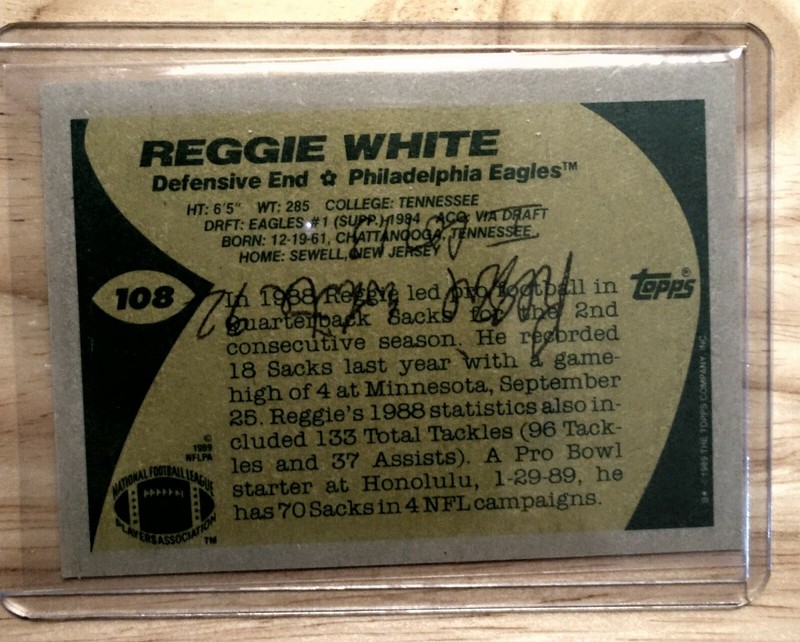 REGGIE WHITE
Defensive End ✩ Philadelphia Eagles™
HT: 6'5" WT: 285 COLLEGE: TENNESSEE
DRFT: EAGLES #1 (SUPP.) 1984 ACQ: VIA DRAFT
BORN: 12-19-61, CHATTANOOGA, TENNESSEE
HOME: SEWELL, NEW JERSEY
108
Topps®
In 1988 Reggie led pro football in
quarterback Sacks for the 2nd
consecutive season. He recorded
18 Sacks last year with a game-
high of 4 at Minnesota, September
25. Reggie's 1988 statistics also in-
cluded 133 Total Tackles (96 Tack-
les and 37 Assists). A Pro Bowl
starter at Honolulu, 1-29-89, he
has 70 Sacks in 4 NFL campaigns.
©
1989
NFLPA
NATIONAL FOOTBALL LEAGUE
PLAYERS ASSOCIATION
TM
B* © 1989 THE TOPPS COMPANY, INC.